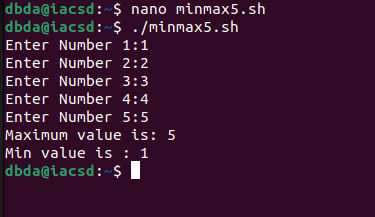 dbda@iacsd:~$ nano minmax5.sh
dbda@iacsd:~$ ./minmax5.sh
Enter Number 1:1
Enter Number 2:2
Enter Number 3:3
Enter Number 4:4
Enter Number 5:5
Maximum value is: 5
Min value is : 1
dbda@iacsd:~$